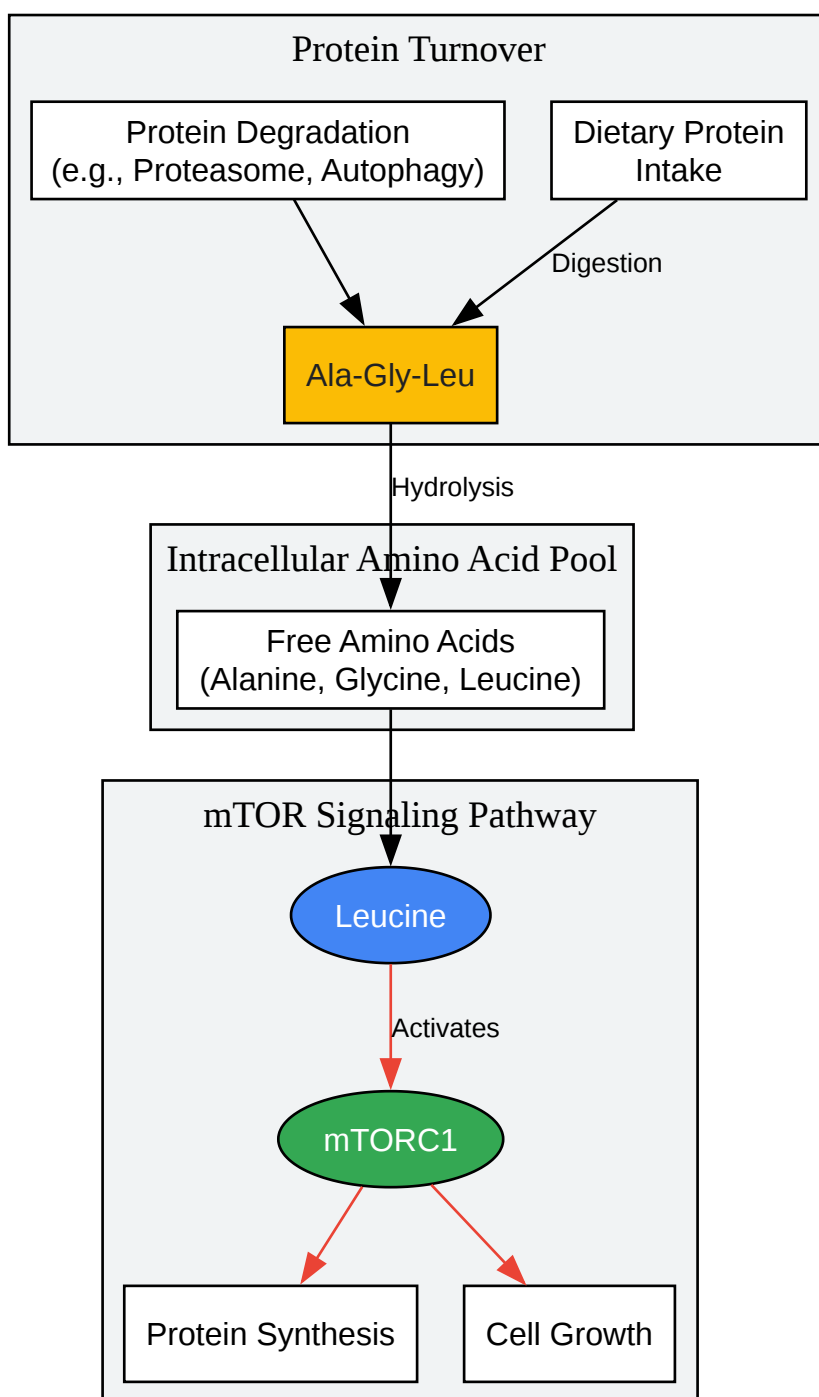 Protein Turnover
Protein Degradation
(e.g., Proteasome, Autophagy)
Dietary Protein
Intake
Digestion
Ala-Gly-Leu
Hydrolysis
Intracellular Amino Acid Pool
Free Amino Acids
(Alanine, Glycine, Leucine)
mTOR Signaling Pathway
Leucine
Activates
mTORC1
Protein Synthesis
Cell Growth